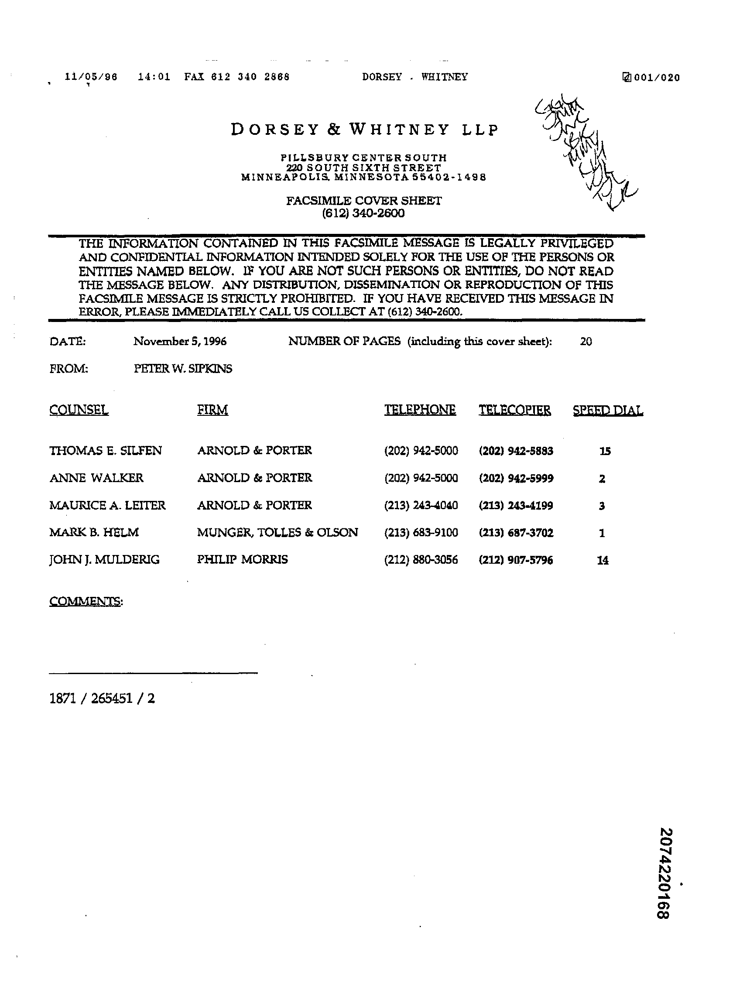 11/05/96 14:01 FAX 612 340 2868 DORSEY . WHITNEY 001/020
DORSEY & WHITNEY LLP
PILLSBURY CENTER SOUTH
220 SOUTH SIXTH STREET
MINNEAPOLIS, MINNESOTA 55402-1498
FACSIMILE COVER SHEET
(612) 340-2600
THE INFORMATION CONTAINED IN THIS FACSIMILE MESSAGE IS LEGALLY PRIVILEGED
AND CONFIDENTIAL INFORMATION INTENDED SOLELY FOR THE USE OF THE PERSONS OR
ENTITIES NAMED BELOW. IF YOU ARE NOT SUCH PERSONS OR ENTITIES, DO NOT READ
THE MESSAGE BELOW. ANY DISTRIBUTION, DISSEMINATION OR REPRODUCTION OF THIS
FACSIMILE MESSAGE IS STRICTLY PROHIBITED. IF YOU HAVE RECEIVED THIS MESSAGE IN
ERROR, PLEASE IMMEDIATELY CALL US COLLECT AT (612) 340-2600.
DATE: November 5, 1996 NUMBER OF PAGES (including this cover sheet): 20
FROM: PETER W. SIPKINS
COUNSEL FIRM TELEPHONE TELECOPIER SPEED DIAL
THOMAS E. SILFEN ARNOLD & PORTER (202) 942-5000 (202) 942-5883 15
ANNE WALKER ARNOLD & PORTER (202) 942-5000 (202) 942-5999 2
MAURICE A. LEITER ARNOLD & PORTER (213) 243-4040 (213) 243-4199 3
MARK B. HELM MUNGER, TOLLES & OLSON (213) 683-9100 (213) 687-3702 1
JOHN J. MULDERIG PHILIP MORRIS (212) 880-3056 (212) 907-5796 14
COMMENTS:
1871 / 265451 / 2
2074220168